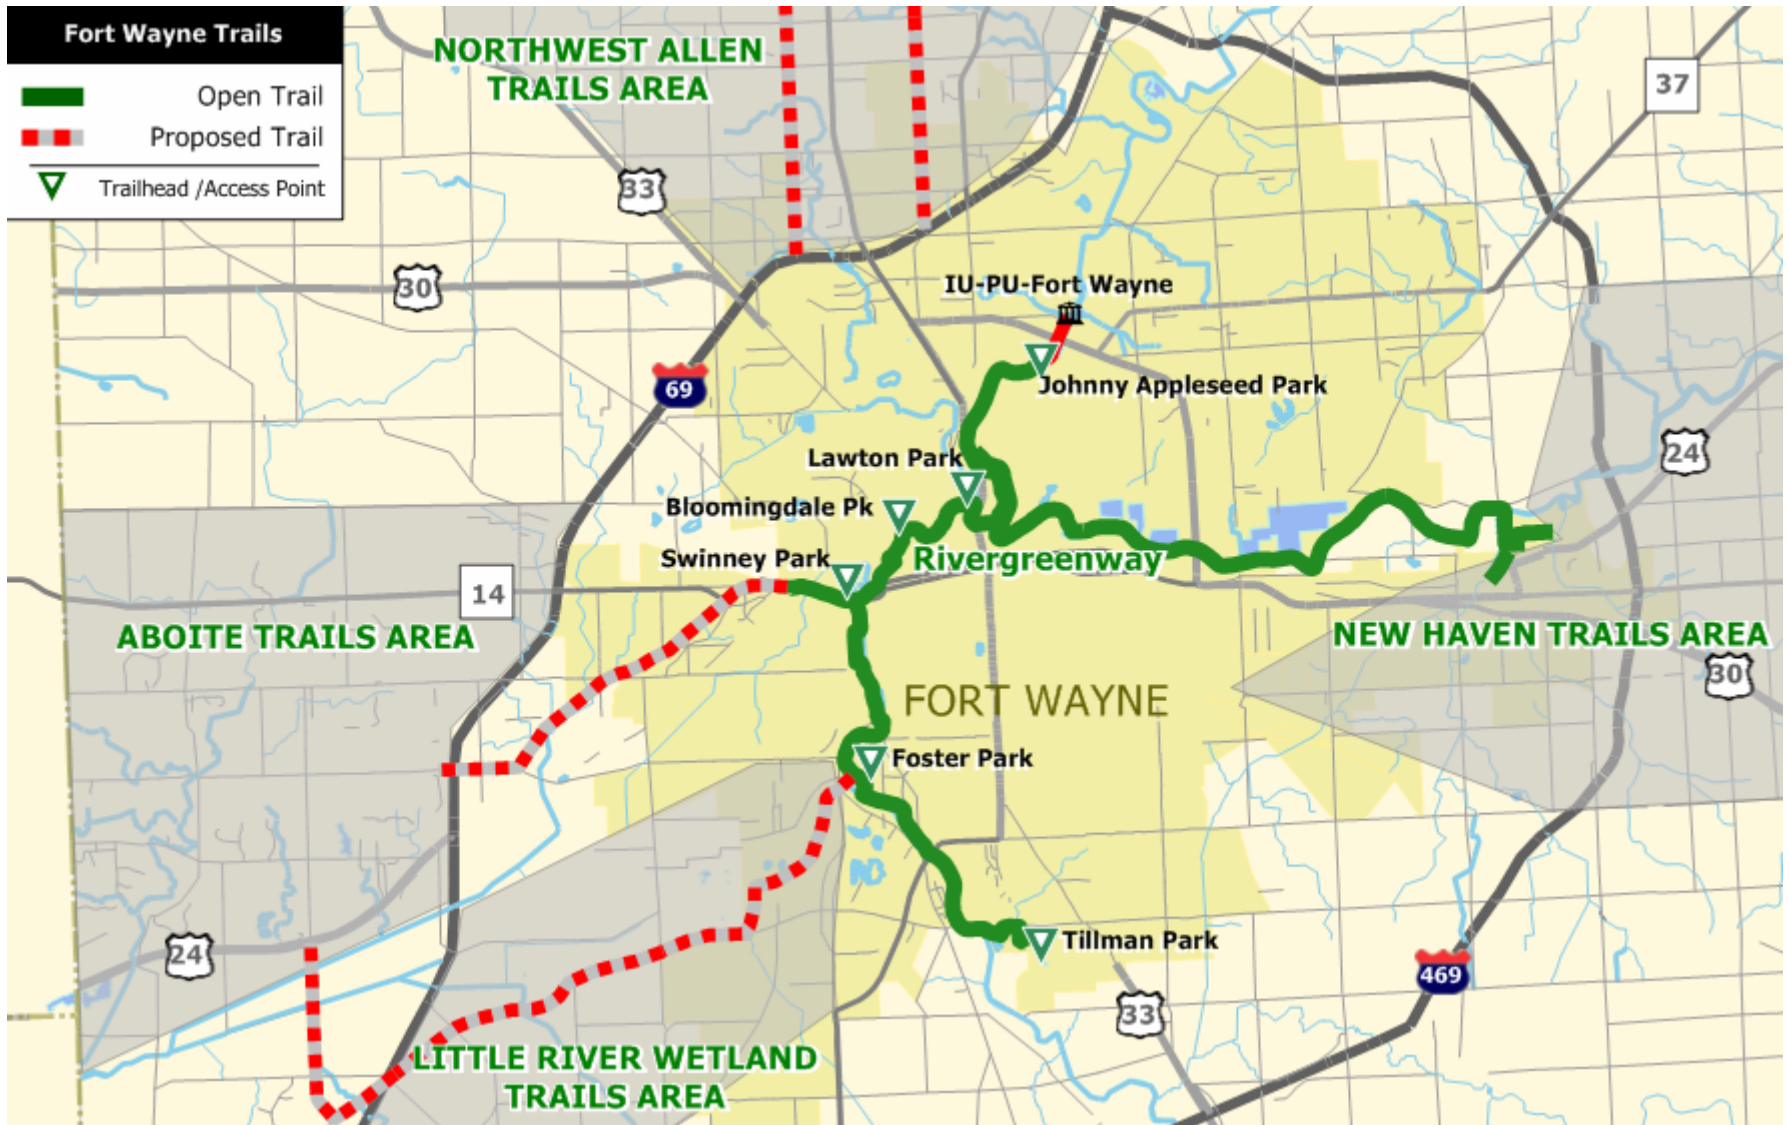 Fort Wayne Trails
Open Trail
Proposed Trail
Trailhead /Access Point
NORTHWEST ALLEN
TRAILS AREA
37
33
30
IU-PU-Fort Wayne
69
Johnny Appleseed Park
Lawton Park
24
Bloomingdale Pk
Swinney Park
Rivergreenway
14
ABOITE TRAILS AREA
NEW HAVEN TRAILS AREA
30
FORT WAYNE
Foster Park
24
Tillman Park
469
33
LITTLE RIVER WETLAND
TRAILS AREA